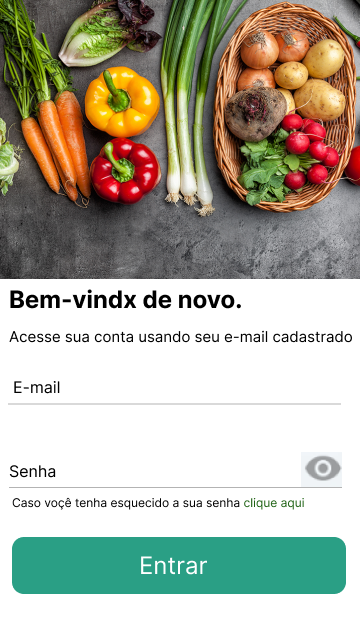 Bem-vindx de novo.
Acesse sua conta usando seu e-mail cadastrado
E-mail
Senha
Caso voçê tenha esquecido a sua senha clique aqui
Entrar